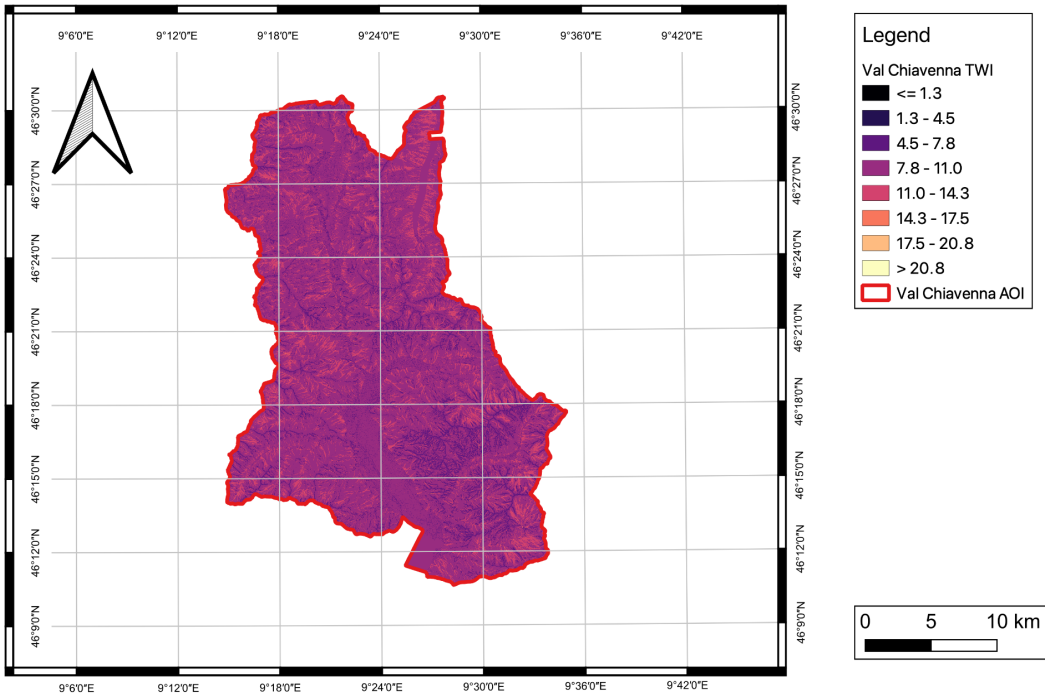 9°6'0"E 9°12'0"E 9°18'0"E 9°24'0"E 9°30'0"E 9°36'0"E 9°42'0"E
46°30'0"N 46°30'0"N
46°27'0"N 46°27'0"N
46°24'0"N 46°24'0"N
46°21'0"N 46°21'0"N
46°18'0"N 46°18'0"N
46°15'0"N 46°15'0"N
46°12'0"N 46°12'0"N
46°9'0"N 46°9'0"N
9°6'0"E 9°12'0"E 9°18'0"E 9°24'0"E 9°30'0"E 9°36'0"E 9°42'0"E
Legend
Val Chiavenna TWI
<= 1.3
1.3 - 4.5
4.5 - 7.8
7.8 - 11.0
11.0 - 14.3
14.3 - 17.5
17.5 - 20.8
> 20.8
Val Chiavenna AOI
0 5 10 km